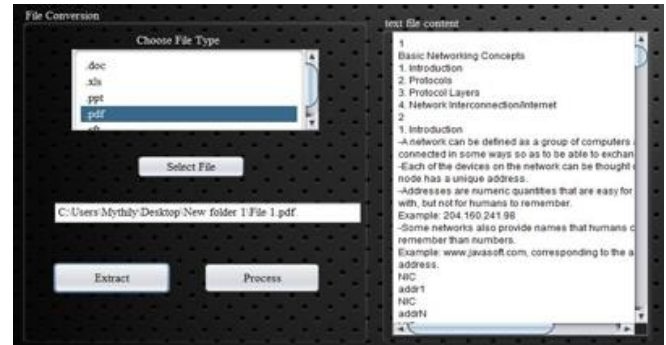 File Conversion
Choose File Type
.doc
.xls
.ppt
.pdf
Select File
C:\Users\Mythily\Desktop\New folder 1\File 1.pdf
Extract
Process
text file content
1
Basic Networking Concepts
1. Introduction
2. Protocols
3. Protocol Layers
4. Network Interconnection/Internet
2
1. Introduction
-A network can be defined as a group of computers
connected in some ways so as to be able to exchan
-Each of the devices on the network can be thought
node has a unique address.
-Addresses are numeric quantities that are easy for
with, but not for humans to remember.
Example: 204.160.241.98
-Some networks also provide names that humans c
remember than numbers.
Example: www.javasoft.com, corresponding to the a
address.
NIC
addr1
NIC
addrN